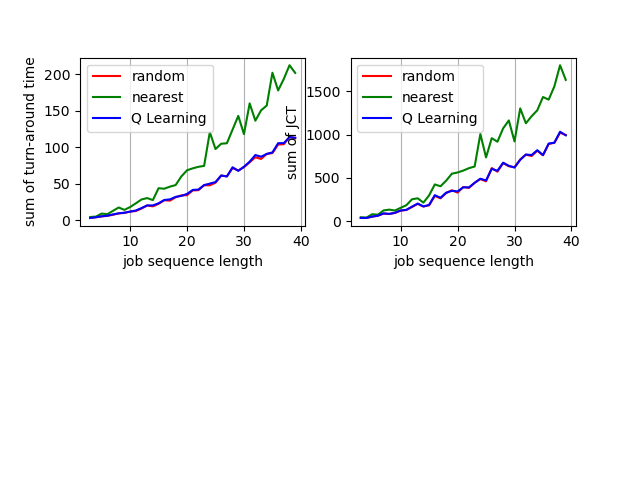 sum of turn-around time
200
150
100
50
0
10
20
30
40
job sequence length
random
nearest
Q Learning
sum of JCT
1500
1000
500
0
10
20
30
40
job sequence length
random
nearest
Q Learning